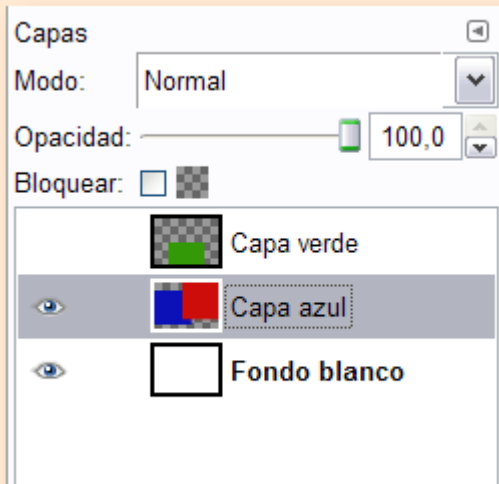 Capas
Modo: Normal
Opacidad: 100,0
Bloquear:
Capa verde
Capa azul
Fondo blanco